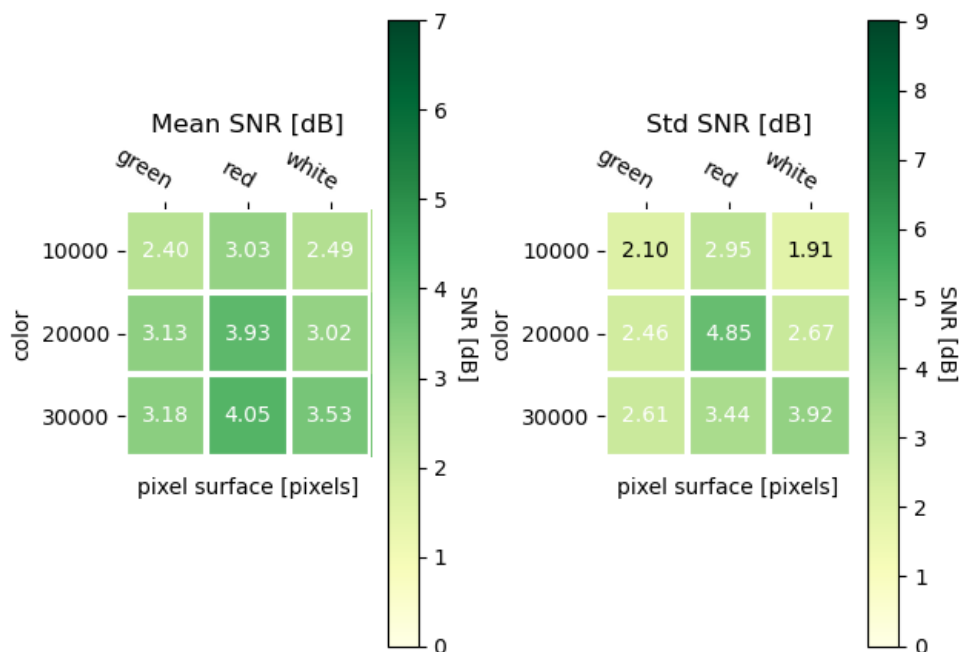 Mean SNR [dB]
green red white
10000 2.40 3.03 2.49
20000 3.13 3.93 3.02
30000 3.18 4.05 3.53
color
pixel surface [pixels]
7
6
5
4
3
2
1
0
SNR [dB]
Std SNR [dB]
green red white
10000 2.10 2.95 1.91
20000 2.46 4.85 2.67
30000 2.61 3.44 3.92
color
pixel surface [pixels]
9
8
7
6
5
4
3
2
1
0
SNR [dB]